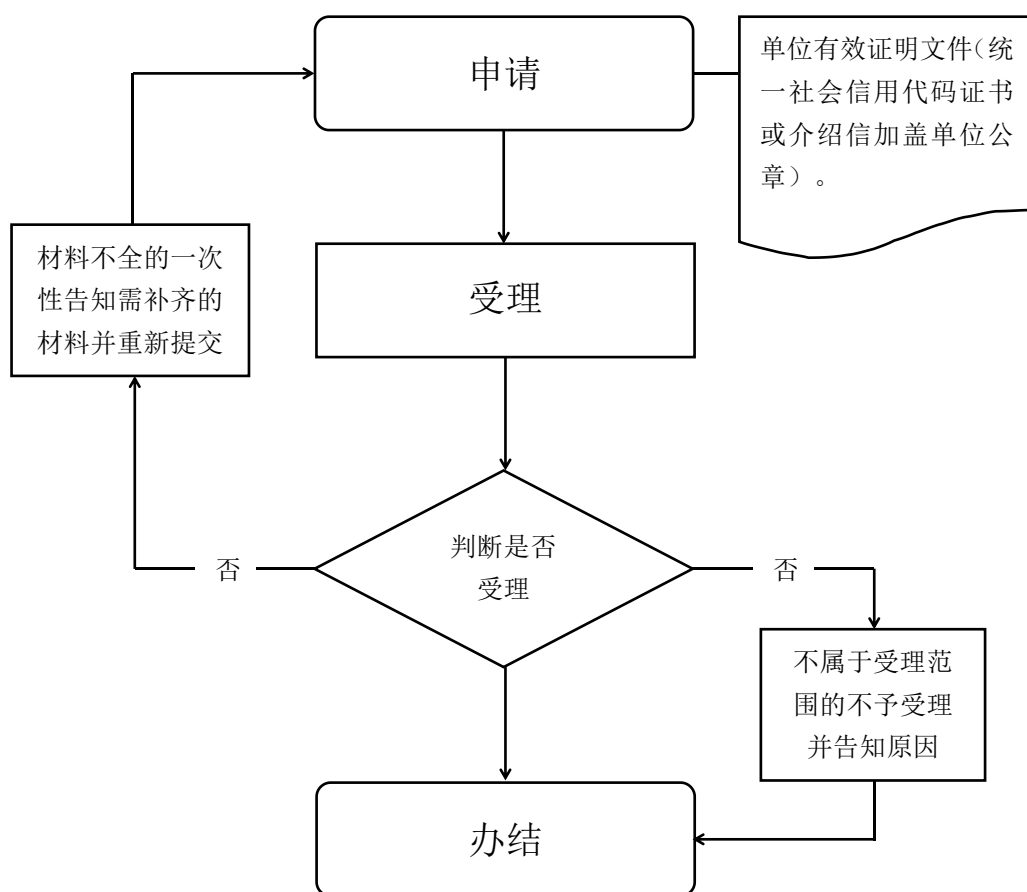 申请
单位有效证明文件（统
一社会信用代码证书
或介绍信加盖单位公
章）。
材料不全的一次
性告知需补齐的
材料并重新提交
受理
判断是否
受理
否
否
不属于受理范
围的不予受理
并告知原因
办结